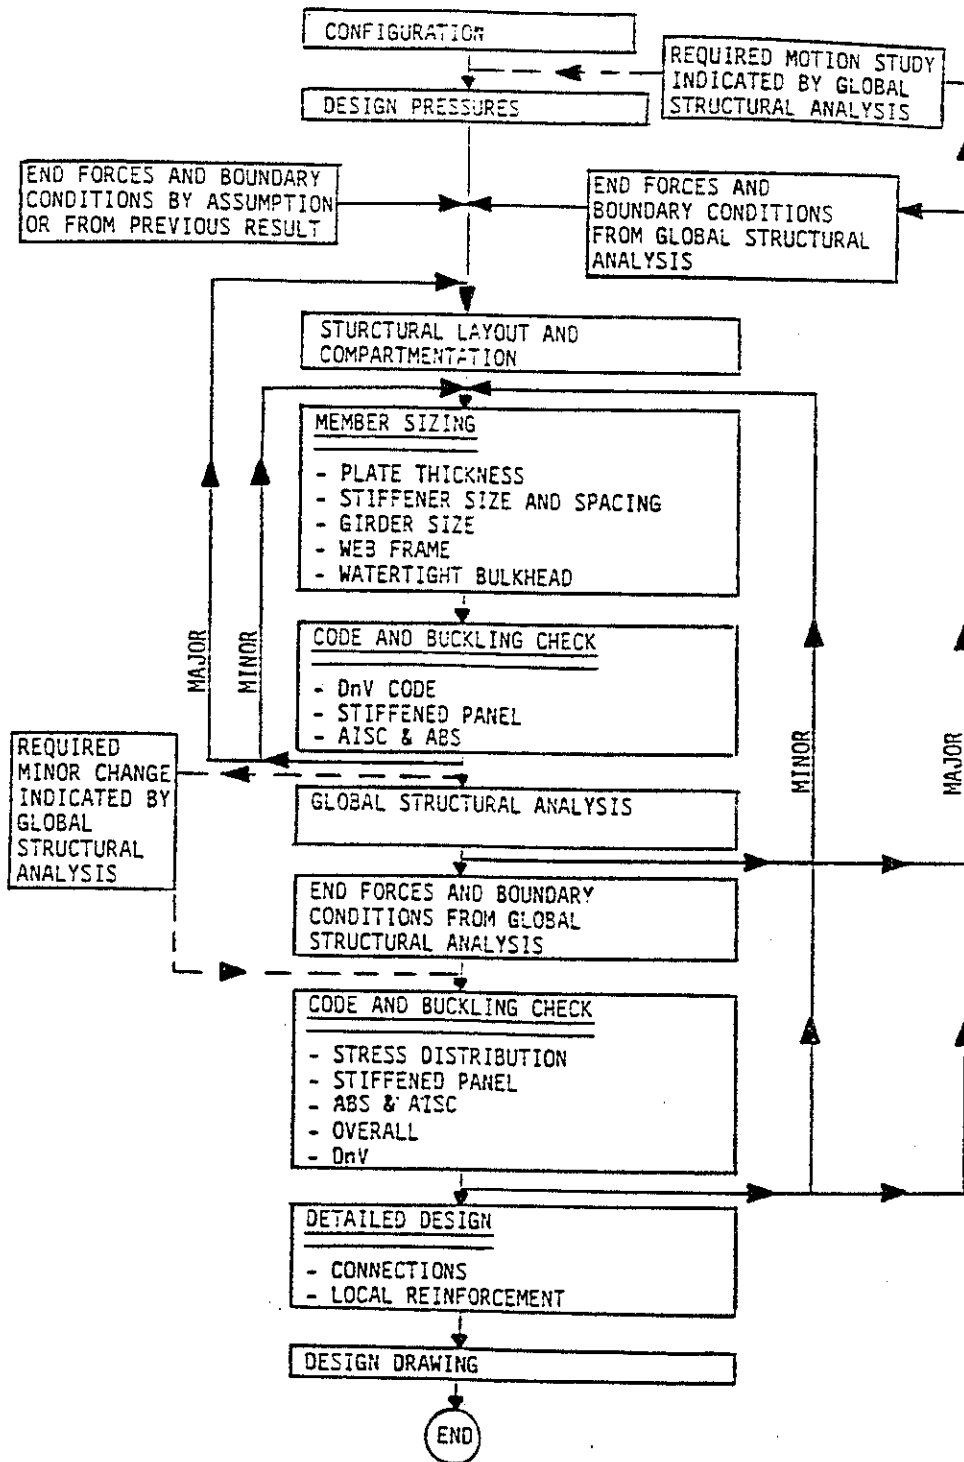 CONFIGURATION
REQUIRED MOTION STUDY
INDICATED BY GLOBAL
STRUCTURAL ANALYSIS
DESIGN PRESSURES
END FORCES AND BOUNDARY
CONDITIONS BY ASSUMPTION
OR FROM PREVIOUS RESULT
END FORCES AND
BOUNDARY CONDITIONS
FROM GLOBAL STRUCTURAL
ANALYSIS
STURCTURAL LAYOUT AND
COMPARTMENTATION
MEMBER SIZING
- PLATE THICKNESS
- STIFFENER SIZE AND SPACING
- GIRDER SIZE
- WEB FRAME
- WATERTIGHT BULKHEAD
MAJOR
MINOR
CODE AND BUCKLING CHECK
- DnV CODE
- STIFFENED PANEL
- AISC & ABS
MINOR
MAJOR
REQUIRED
MINOR CHANGE
INDICATED BY
GLOBAL
STRUCTURAL
ANALYSIS
GLOBAL STRUCTURAL ANALYSIS
END FORCES AND BOUNDARY
CONDITIONS FROM GLOBAL
STRUCTURAL ANALYSIS
CODE AND BUCKLING CHECK
- STRESS DISTRIBUTION
- STIFFENED PANEL
- ABS & AISC
- OVERALL
- DnV
DETAILED DESIGN
- CONNECTIONS
- LOCAL REINFORCEMENT
DESIGN DRAWING
END